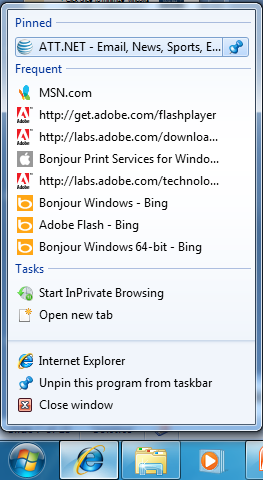 Pinned
ATT.NET - Email, News, Sports, E...
Frequent
MSN.com
http://get.adobe.com/flashplayer
http://labs.adobe.com/downloa...
Bonjour Print Services for Windo...
http://labs.adobe.com/technolo...
Bonjour Windows - Bing
Adobe Flash - Bing
Bonjour Windows 64-bit - Bing
Tasks
Start InPrivate Browsing
Open new tab
Internet Explorer
Unpin this program from taskbar
Close window